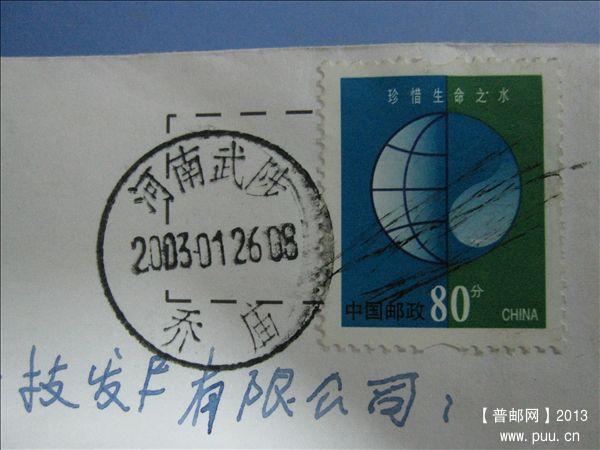 珍惜生命之水
河南武陟
2003.01.26.08
乔庙
中国邮政 80分 CHINA
技发展有限公司;
【普邮网】2013
www.puu.cn